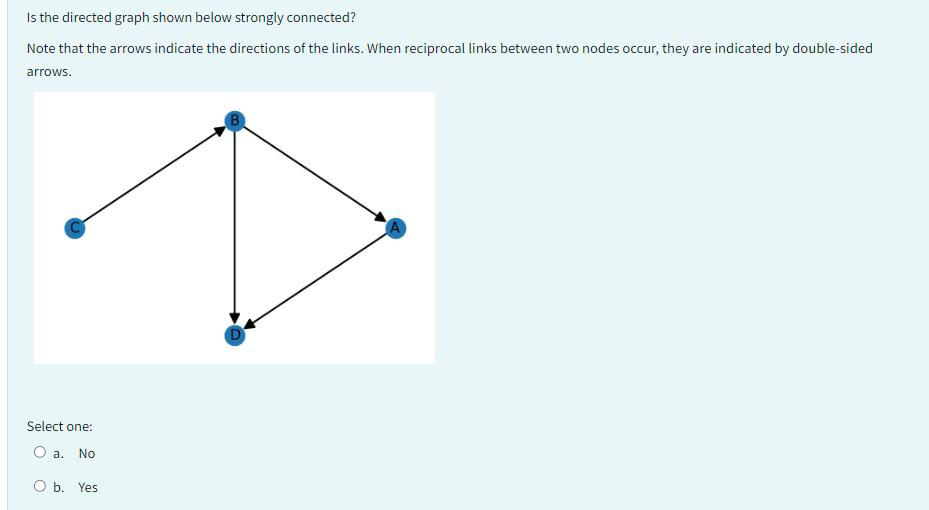 Is the directed graph shown below strongly connected?
Note that the arrows indicate the directions of the links. When reciprocal links between two nodes occur, they are indicated by double-sided
arrows.
B
C
A
D
Select one:
a. No
b. Yes